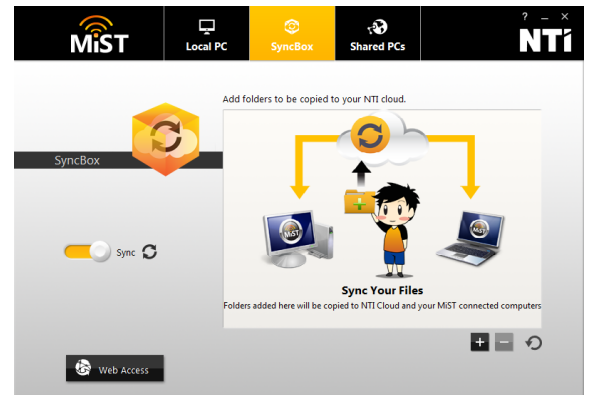 MiST
Local PC
SyncBox
Shared PCs
? _ ×
NTI
Add folders to be copied to your NTI cloud.
SyncBox
MiST
MiST
Sync
Sync Your Files
Folders added here will be copied to NTI Cloud and your MiST connected computers
Web Access